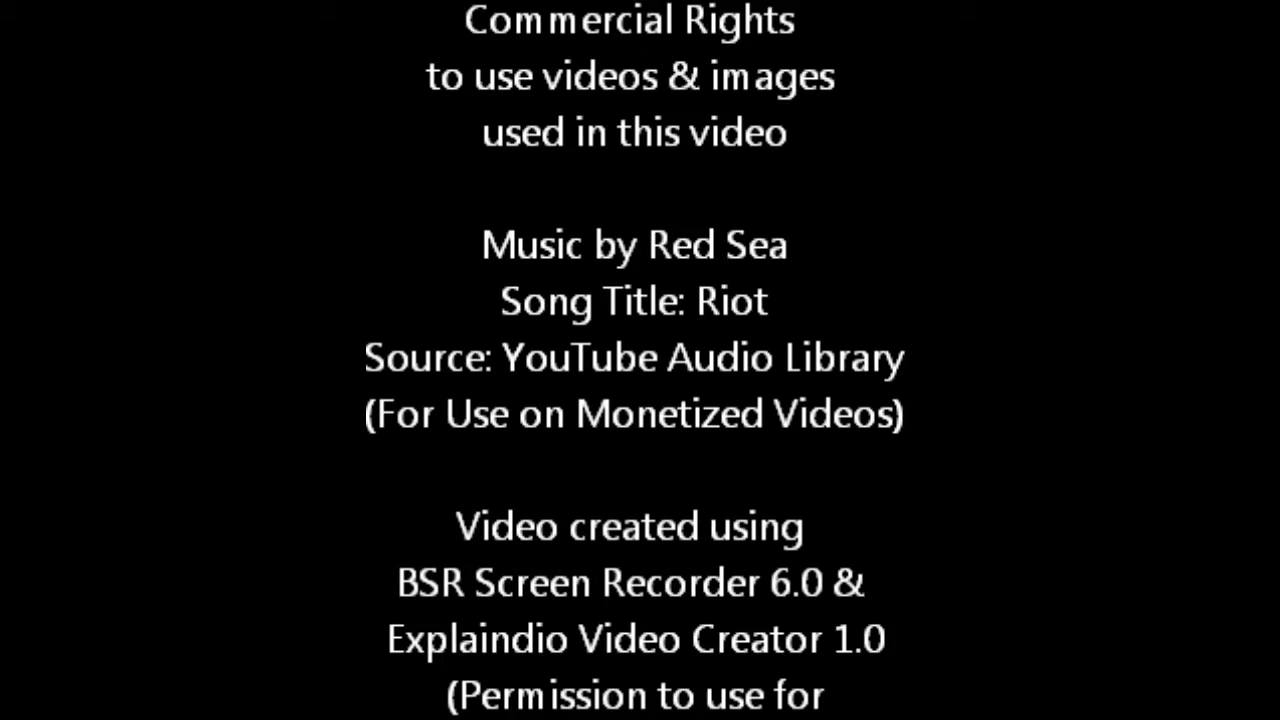 Commercial Rights
to use videos & images
used in this video
Music by Red Sea
Song Title: Riot
Source: YouTube Audio Library
(For Use on Monetized Videos)
Video created using
BSR Screen Recorder 6.0 &
Explaindio Video Creator 1.0
(Permission to use for